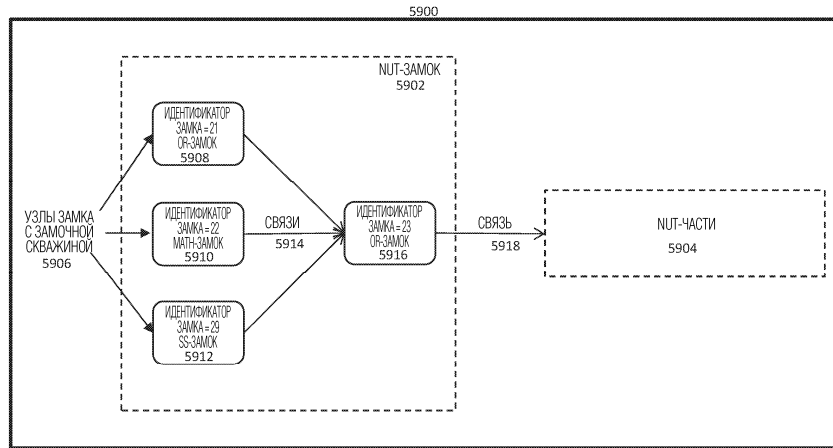 5900
NUT-ЗАМОК
5902
ИДЕНТИФИКАТОР
ЗАМКА = 21
OR-ЗАМОК
5908
УЗЛЫ ЗАМКА
С ЗАМОЧНОЙ
СКВАЖИНОЙ
5906
ИДЕНТИФИКАТОР
ЗАМКА = 22
MATH-ЗАМОК
5910
СВЯЗИ
5914
ИДЕНТИФИКАТОР
ЗАМКА = 23
OR-ЗАМОК
5916
СВЯЗЬ
5918
NUT-ЧАСТИ
5904
ИДЕНТИФИКАТОР
ЗАМКА = 29
SS-ЗАМОК
5912